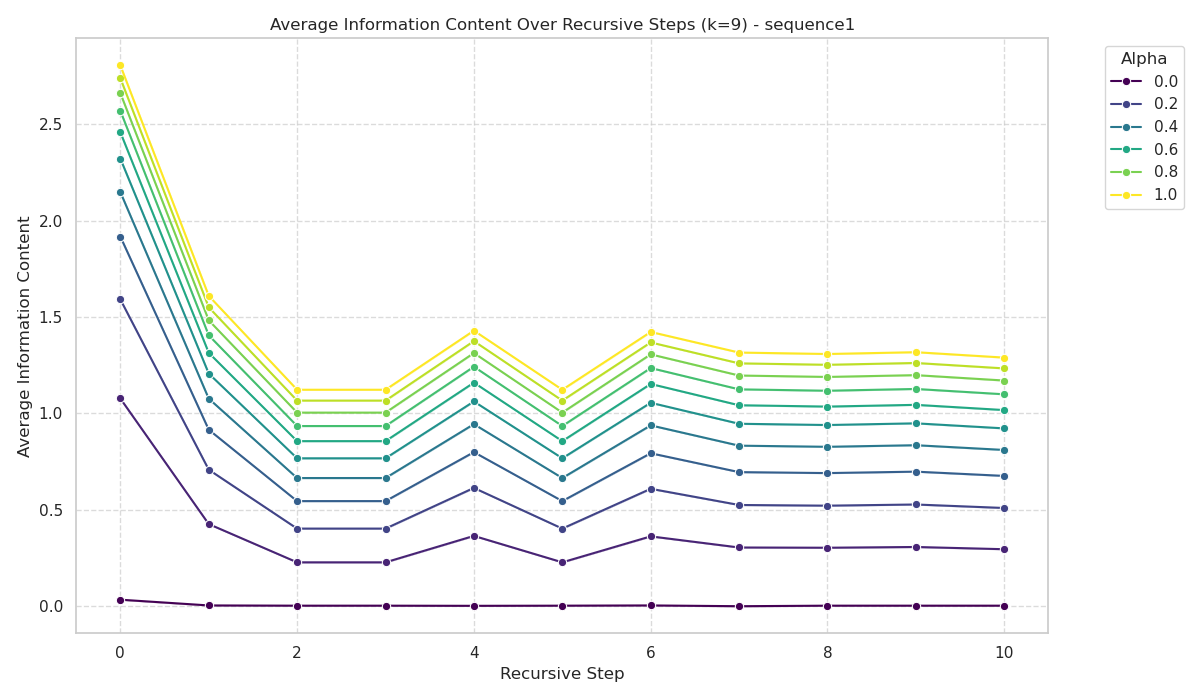 Average Information Content Over Recursive Steps (k=9) - sequence1
Alpha
0.0
0.2
0.4
0.6
0.8
1.0
Average Information Content
2.5
2.0
1.5
1.0
0.5
0.0
0 2 4 6 8 10
Recursive Step